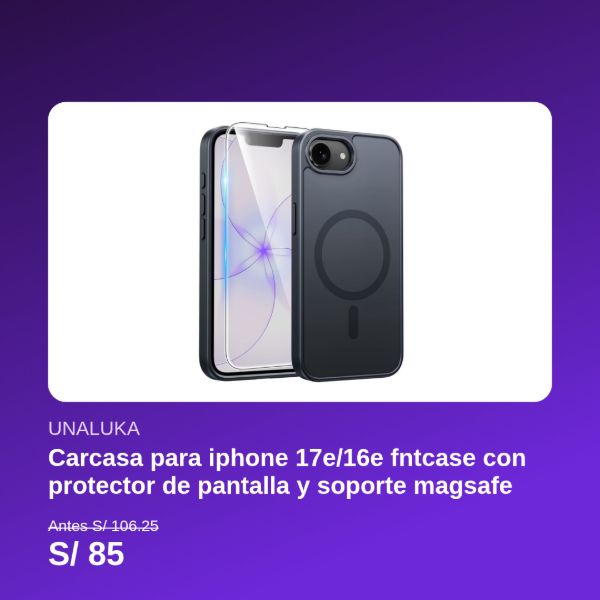 UNALUKA
Carcasa para iphone 17e/16e fntcase con
protector de pantalla y soporte magsafe
Antes S/ 106.25
S/ 85